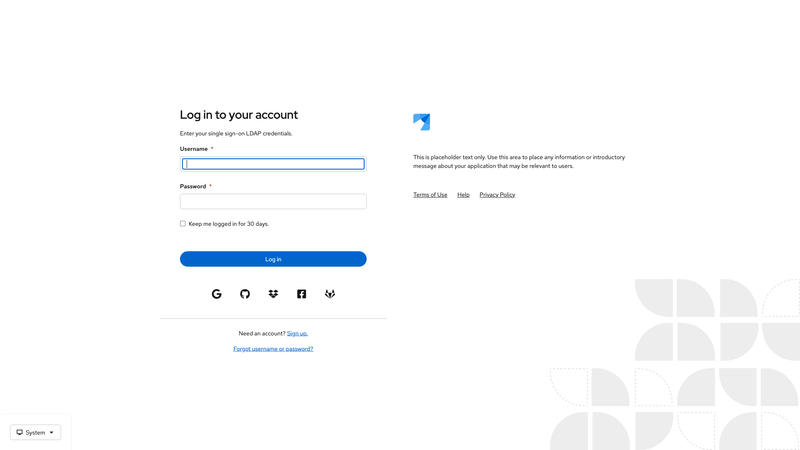 Log in to your account
Enter your single sign-on LDAP credentials.
Username *
Password *
Keep me logged in for 30 days.
Log in
Need an account? Sign up.
Forgot username or password?
This is placeholder text only. Use this area to place any information or introductory
message about your application that may be relevant to users.
Terms of Use Help Privacy Policy
System